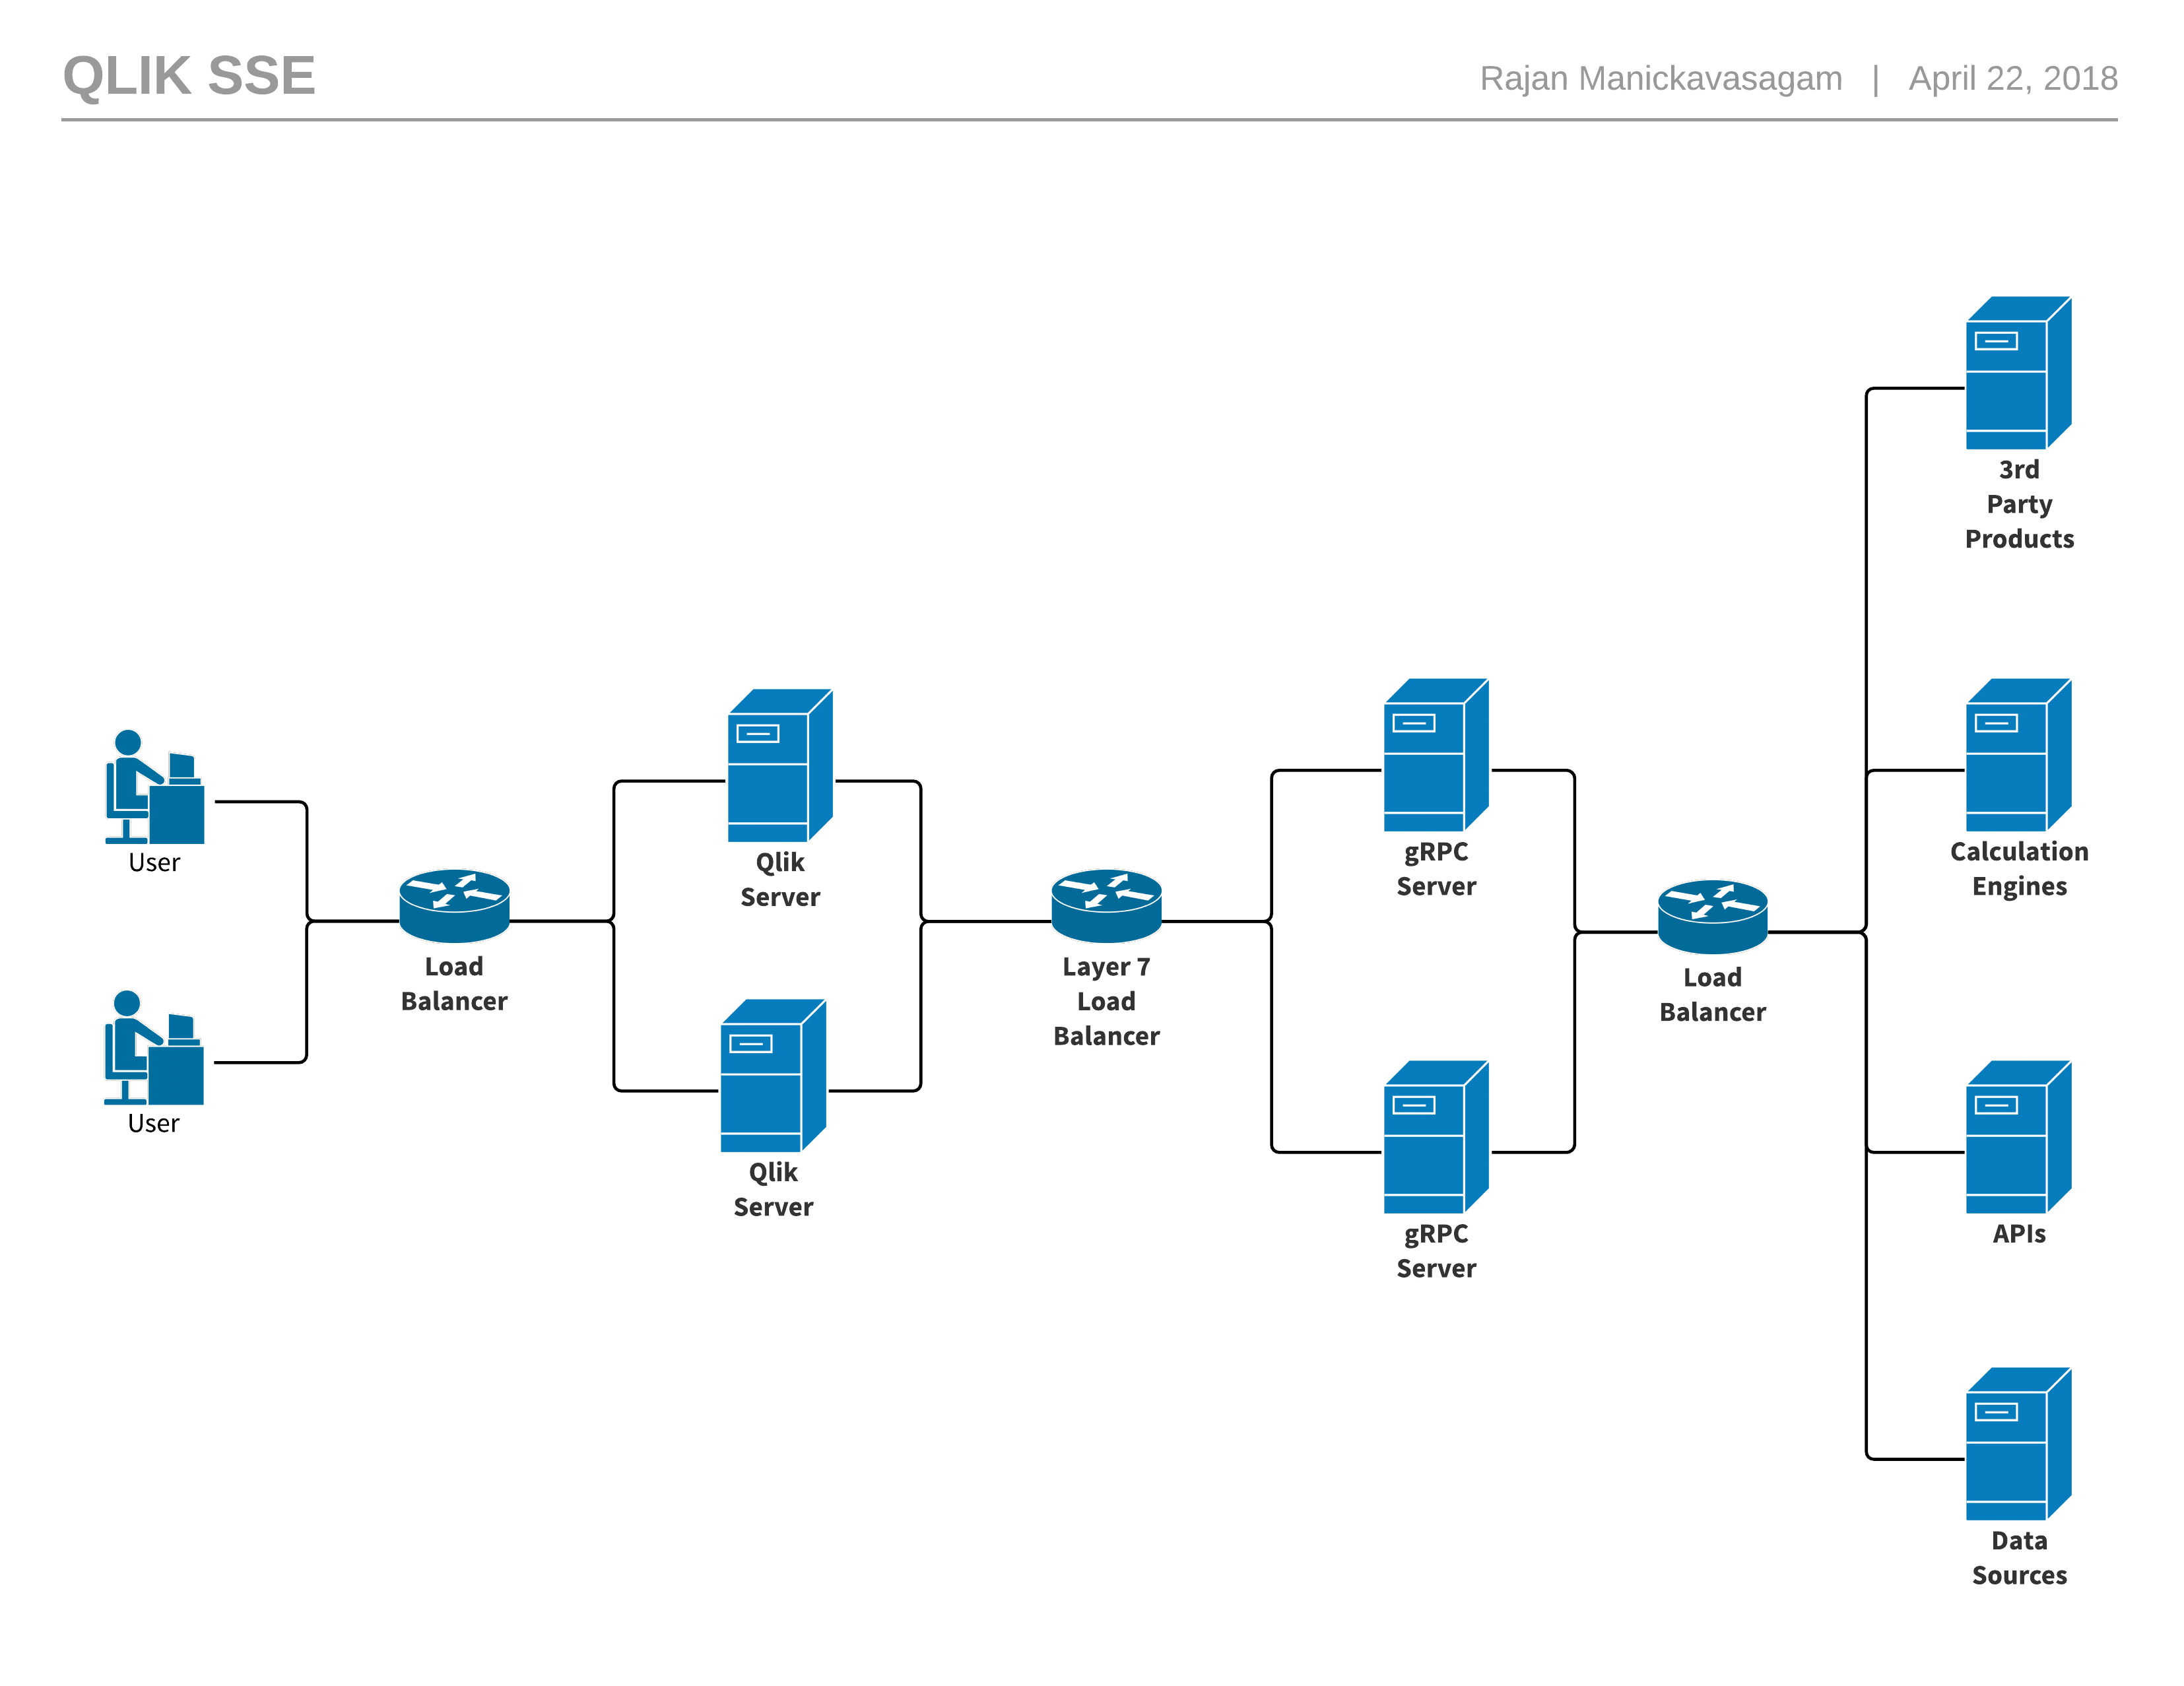 QLIK SSE
Rajan Manickavasagam | April 22, 2018
User
User
Load
Balancer
Qlik
Server
Qlik
Server
Layer 7
Load
Balancer
gRPC
Server
gRPC
Server
Load
Balancer
3rd
Party
Products
Calculation
Engines
APIs
Data
Sources